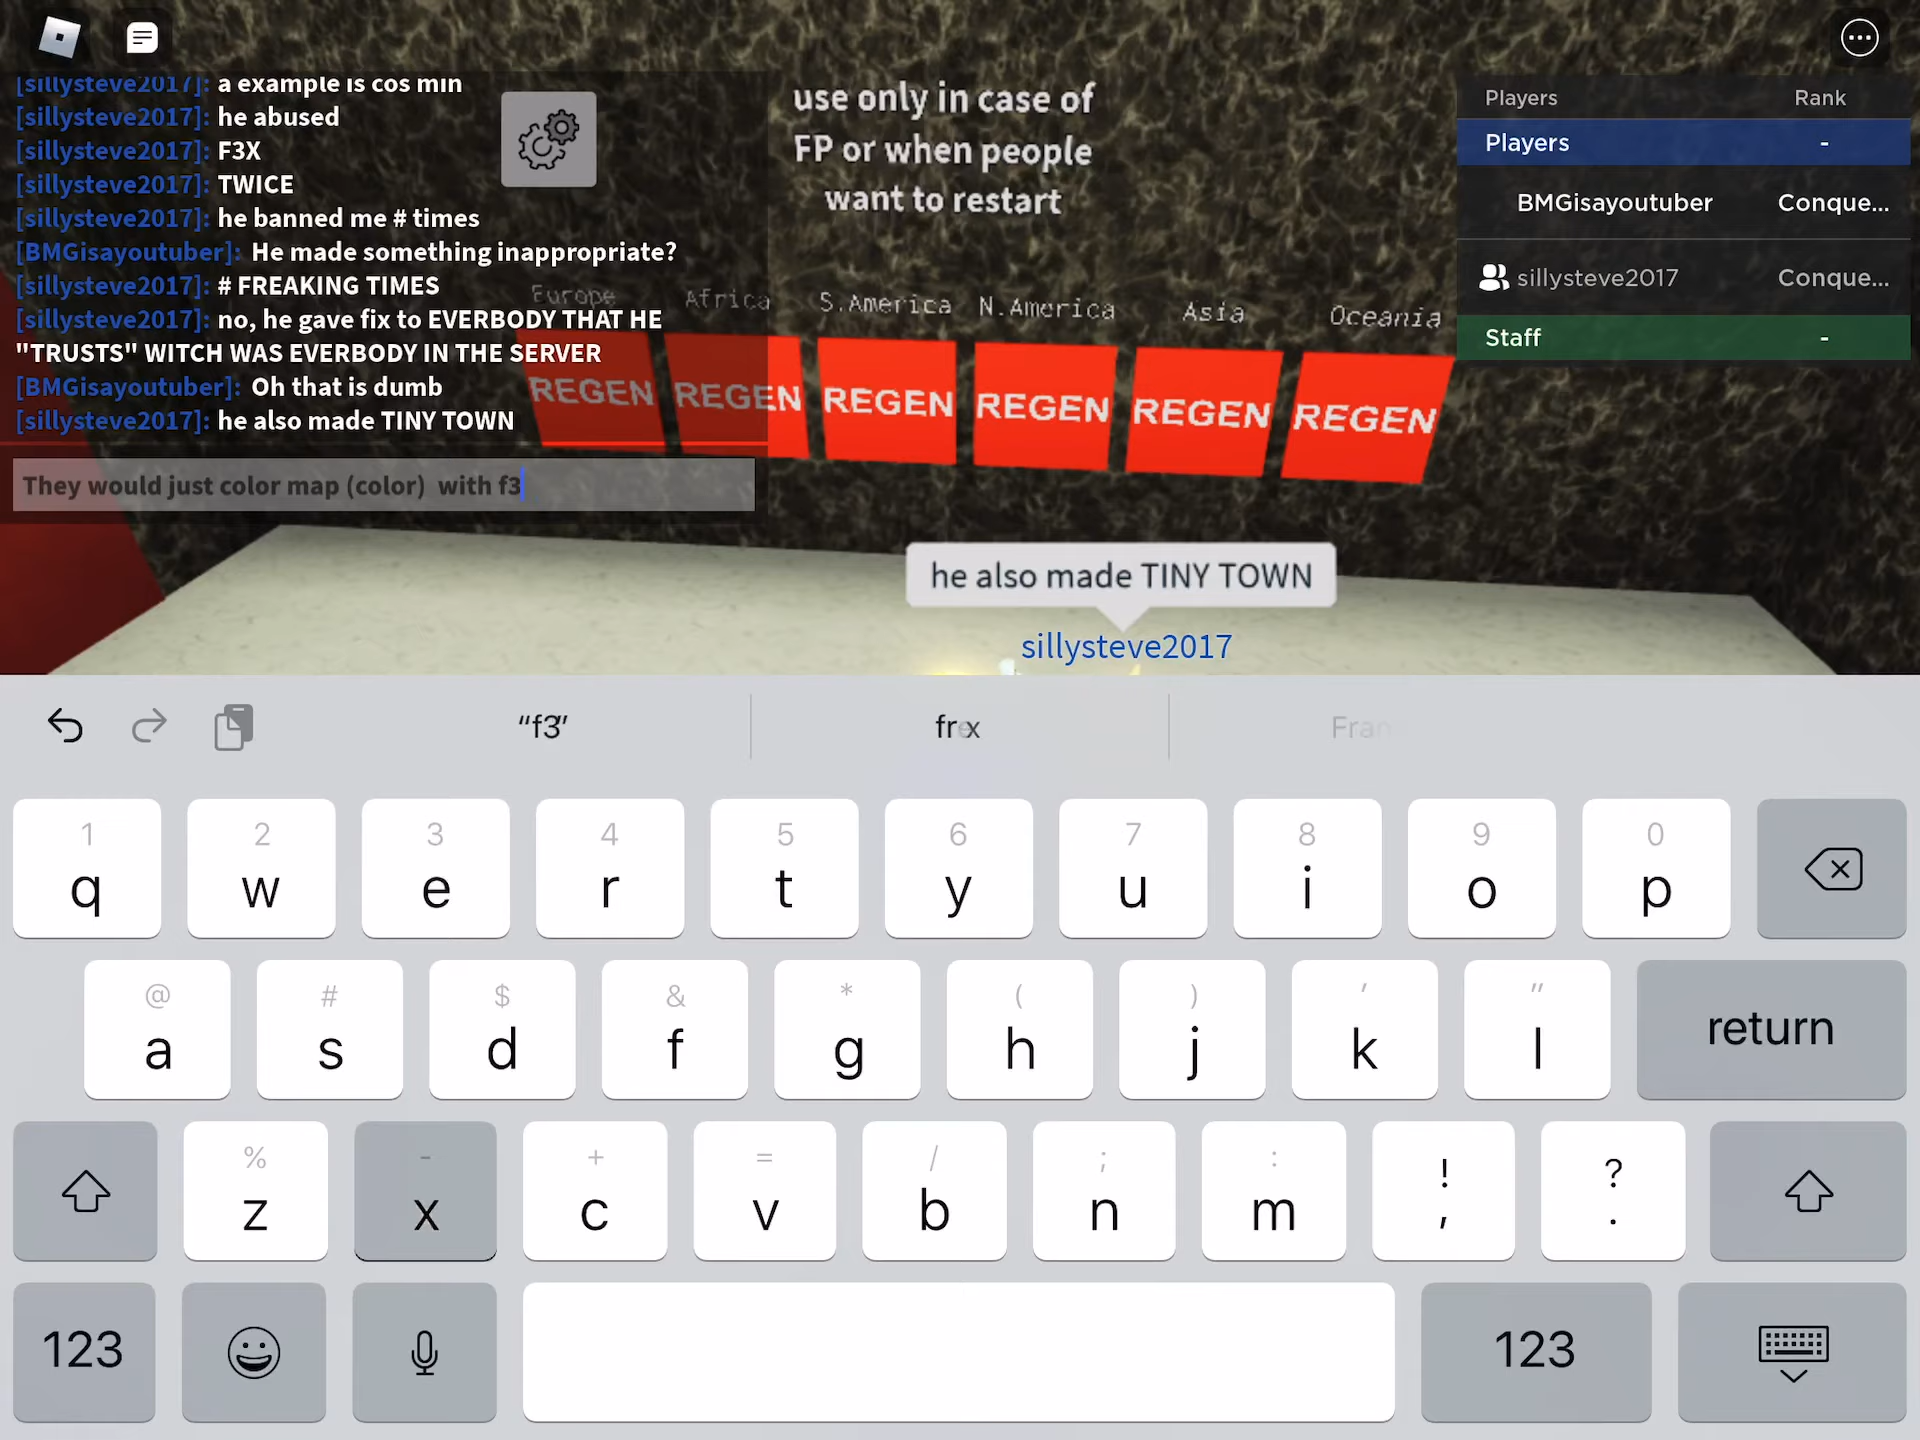 [sillysteve2017]: a example is cos min
[sillysteve2017]: he abused
[sillysteve2017]: F3X
[sillysteve2017]: TWICE
[sillysteve2017]: he banned me # times
[BMGisayoutuber]: He made something inappropriate?
[sillysteve2017]: # FREAKING TIMES
[sillysteve2017]: no, he gave fix to EVERBODY THAT HE
"TRUSTS" WITCH WAS EVERBODY IN THE SERVER
[BMGisayoutuber]: Oh that is dumb
[sillysteve2017]: he also made TINY TOWN
They would just color map (color)  with f3
use only in case of
FP or when people
want to restart
Players Rank
Players -
BMGisayoutuber Conque...
sillysteve2017 Conque...
Staff -
Europe Africa S.America N.America Asia Oceania
REGEN REGEN REGEN REGEN REGEN REGEN
he also made TINY TOWN
sillysteve2017
“f3” Fran
1 2 3 4 5 6 7 8 9 0
q w e r t y u i o p
@ # $ & * ( ) ' "
a s d f g h j k l return
% - + = / ; : ! ?
z x c v b n m , .
123 123